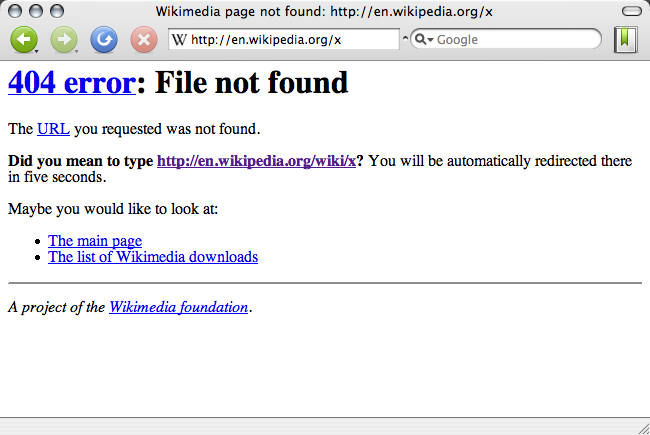 Wikimedia page not found: http://en.wikipedia.org/x
W http://en.wikipedia.org/x
Google
404 error: File not found
The URL you requested was not found.
Did you mean to type http://en.wikipedia.org/wiki/x? You will be automatically redirected there
in five seconds.
Maybe you would like to look at:
• The main page
• The list of Wikimedia downloads
A project of the Wikimedia foundation.